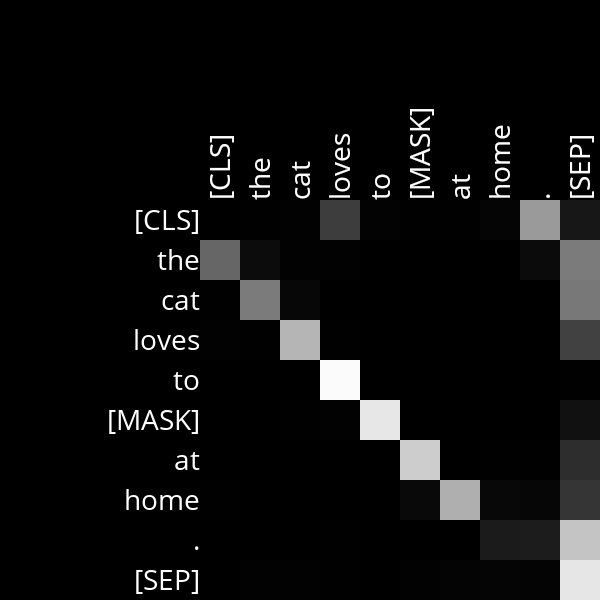 [CLS] the cat loves to [MASK] at home . [SEP]
[CLS]
the
cat
loves
to
[MASK]
at
home
.
[SEP]